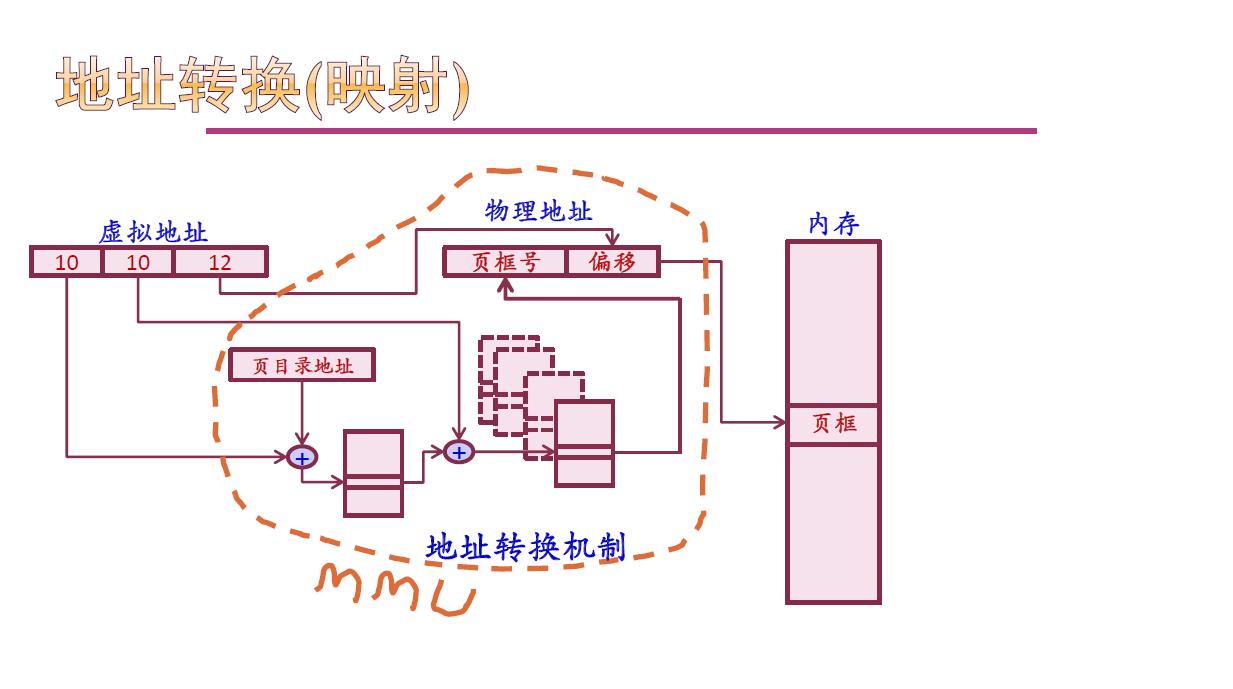 地址转换(映射)
物理地址
内存
虚拟地址
10 10 12
页框号 偏移
页目录地址
页框
+
+
地址转换机制
mmu